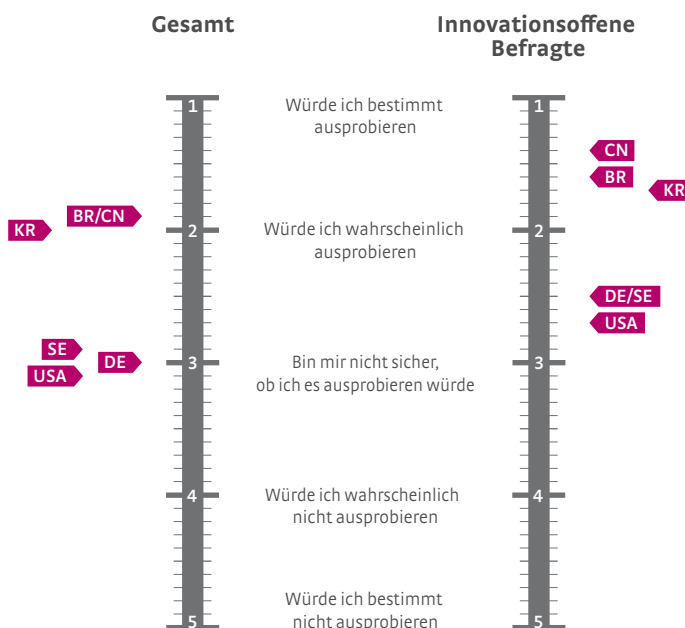 Gesamt
Innovationsoffene
Befragte
1
Würde ich bestimmt
ausprobieren
1
CN
BR
KR
BR/CN
KR
2
Würde ich wahrscheinlich
ausprobieren
2
DE/SE
USA
SE
DE
USA
3
Bin mir nicht sicher,
ob ich es ausprobieren würde
3
4
Würde ich wahrscheinlich
nicht ausprobieren
4
Würde ich bestimmt
nicht ausprobieren
5
5